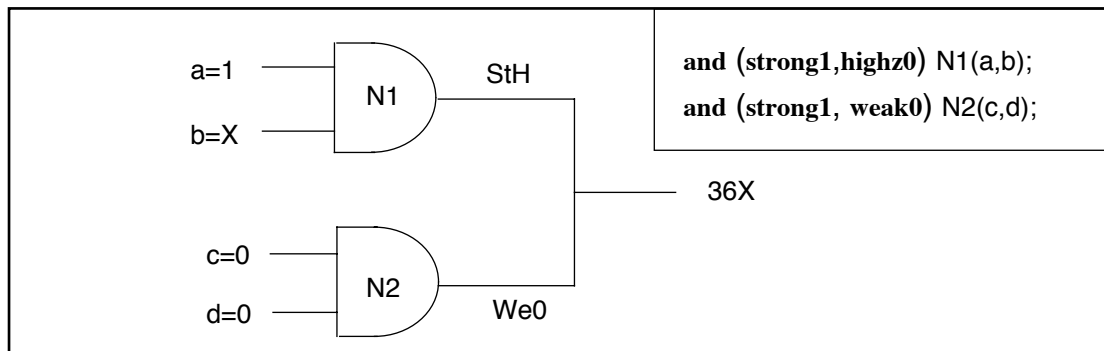 a=1
b=X
N1
StH
and (strong1,highz0) N1(a,b);
and (strong1, weak0) N2(c,d);
36X
c=0
d=0
N2
We0